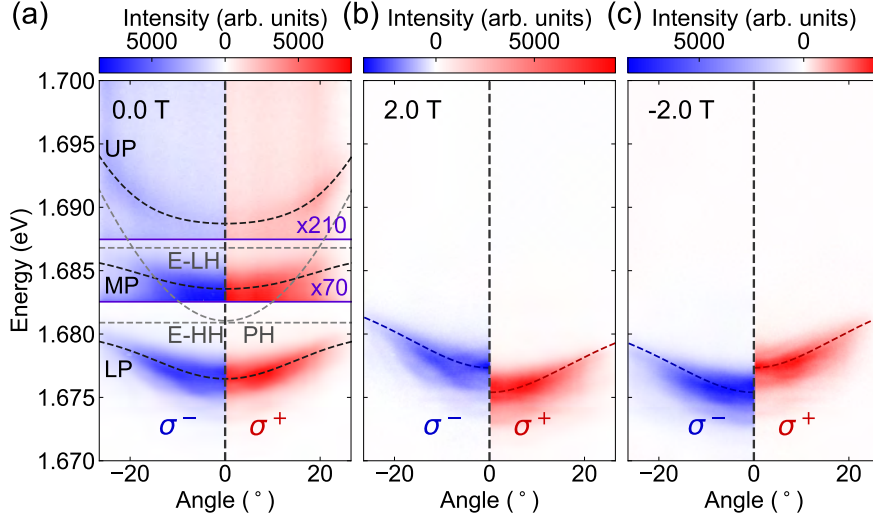 (a)
Intensity (arb. units)
5000 0 5000
(b)
Intensity (arb. units)
0 5000
(c)
Intensity (arb. units)
5000 0
1.700
1.695
1.690
1.685
1.680
1.675
1.670
Energy (eV)
0.0 T
UP
x210
E-LH
MP
x70
E-HH PH
LP
σ⁻ σ⁺
2.0 T
σ⁻ σ⁺
-2.0 T
σ⁻ σ⁺
−20 0 20
Angle (°)
−20 0 20
Angle (°)
−20 0 20
Angle (°)